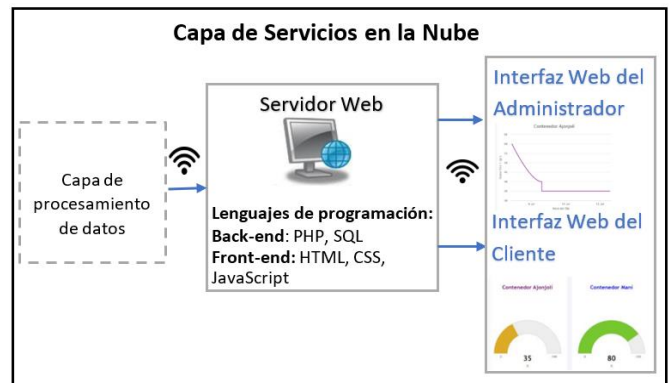 Capa de Servicios en la Nube
Capa de
procesamiento
de datos
Servidor Web
Lenguajes de programación:
Back-end: PHP, SQL
Front-end: HTML, CSS,
JavaScript
Interfaz Web del
Administrador
Contenedor Ajonjolí
Interfaz Web del
Cliente
Contenedor Ajonjolí
Contenedor Maní
35
80